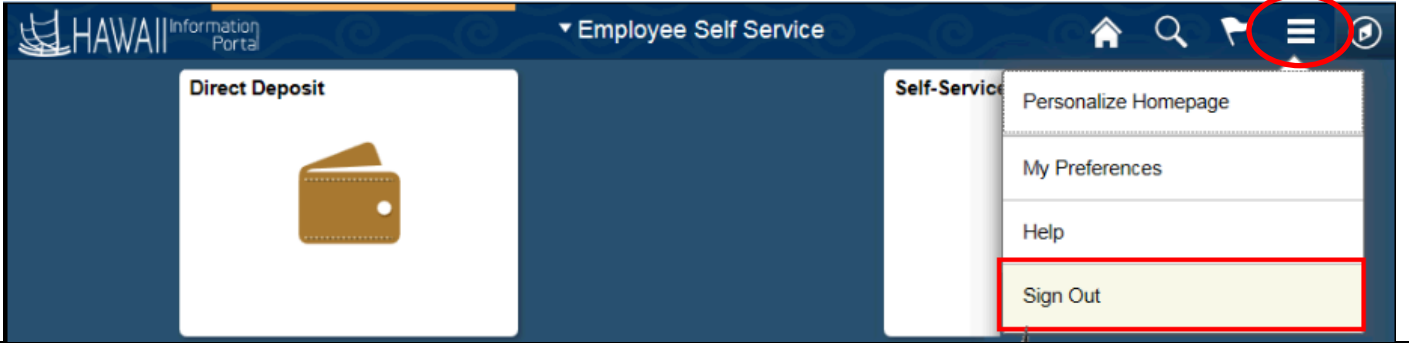 HAWAII Information
Portal
Employee Self Service
Direct Deposit
Self-Service
Personalize Homepage
My Preferences
Help
Sign Out